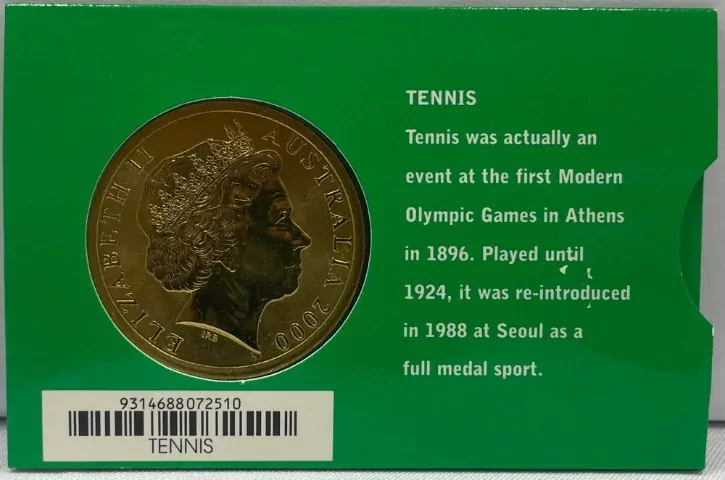 ELIZABETH II AUSTRALIA 2000
IRB
TENNIS
Tennis was actually an
event at the first Modern
Olympic Games in Athens
in 1896. Played until
1924, it was re-introduced
in 1988 at Seoul as a
full medal sport.
9314688072510
TENNIS